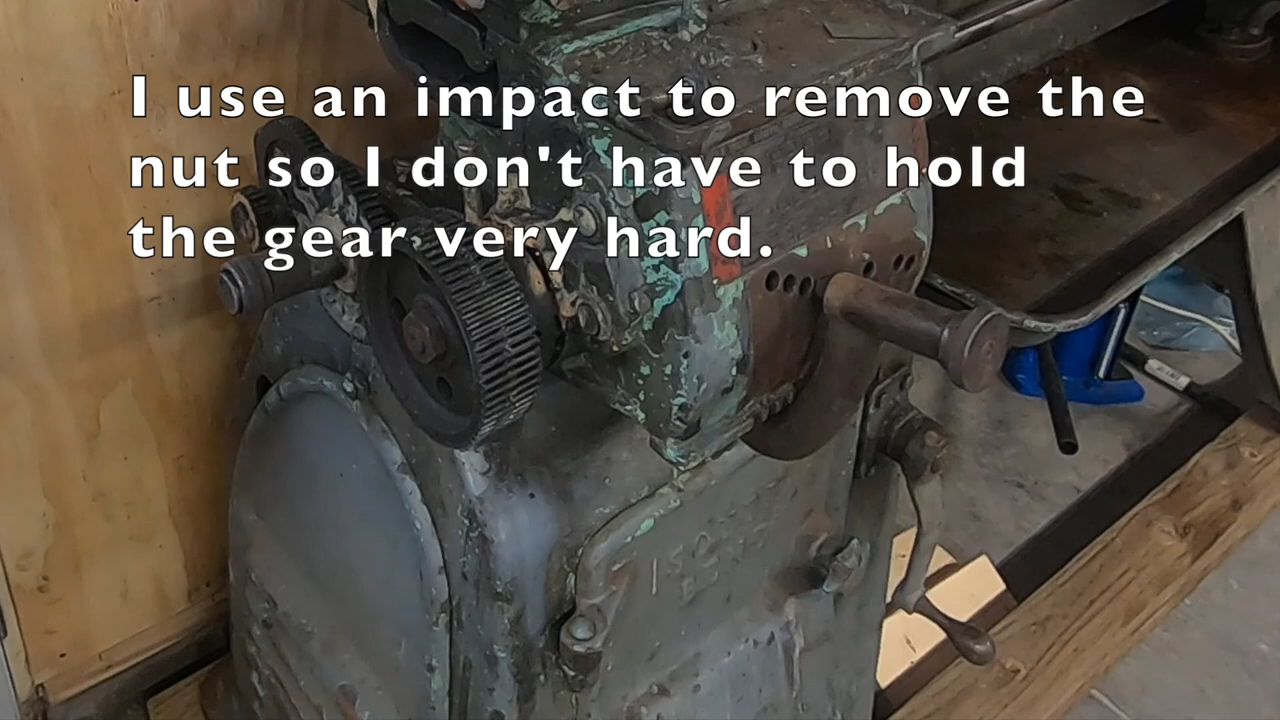 I use an impact to remove the
nut so I don't have to hold
the gear very hard.